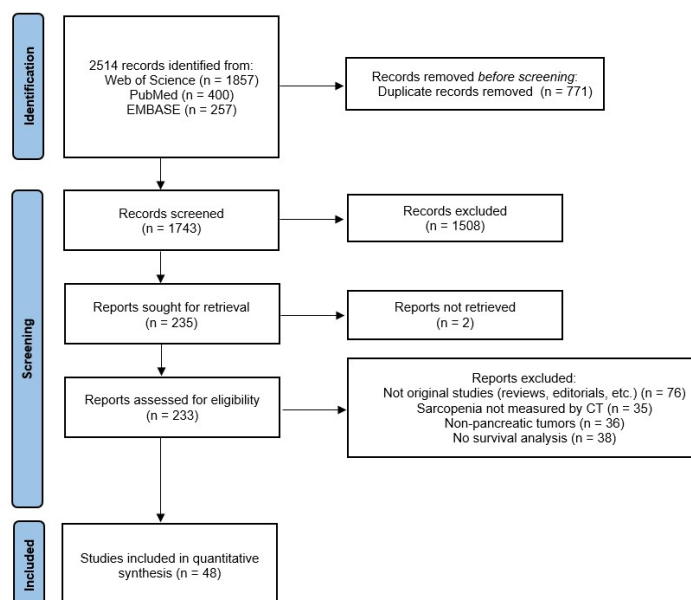 Identification
2514 records identified from:
Web of Science (n = 1857)
PubMed (n = 400)
EMBASE (n = 257)
Records removed before screening:
Duplicate records removed (n = 771)
Screening
Records screened
(n = 1743)
Records excluded
(n = 1508)
Reports sought for retrieval
(n = 235)
Reports not retrieved
(n = 2)
Reports assessed for eligibility
(n = 233)
Reports excluded:
Not original studies (reviews, editorials, etc.) (n = 76)
Sarcopenia not measured by CT (n = 35)
Non-pancreatic tumors (n = 36)
No survival analysis (n = 38)
Included
Studies included in quantitative
synthesis (n = 48)